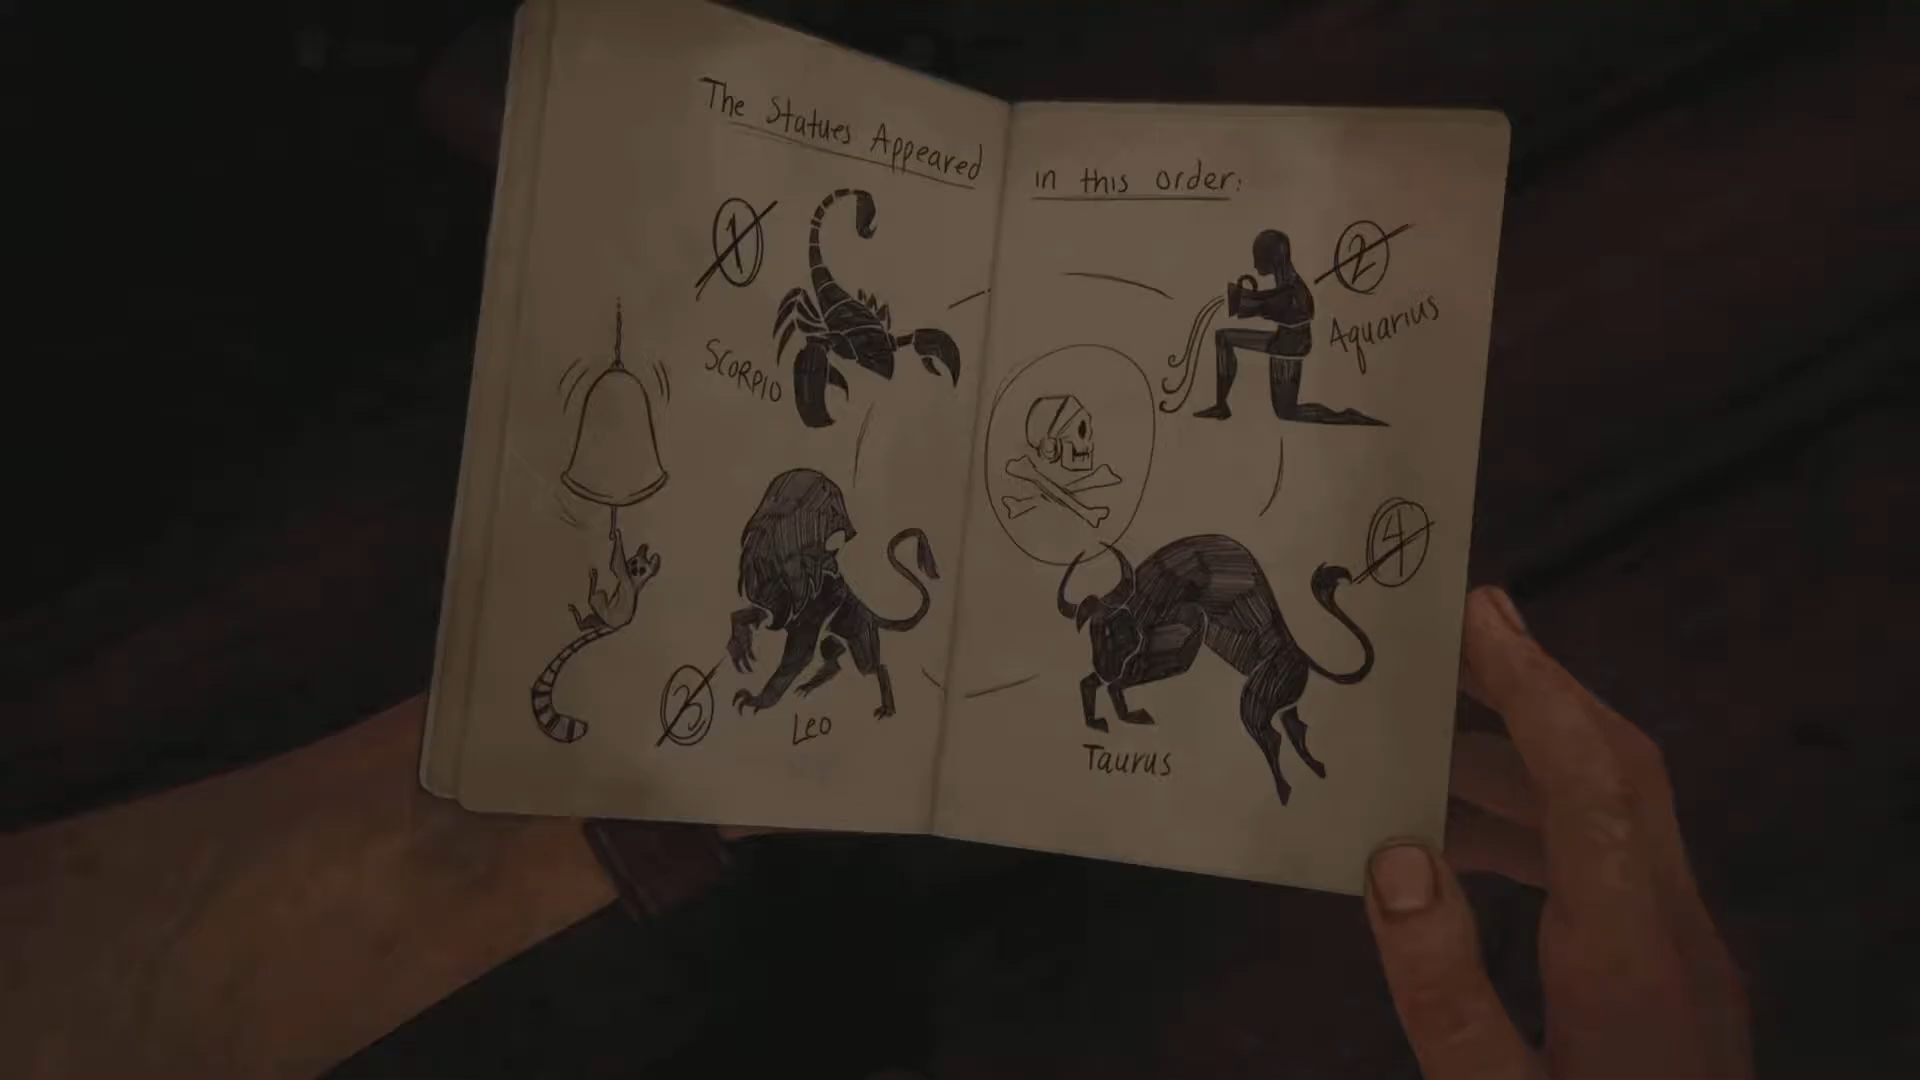 The Statues Appeared
in this order:
1
SCORPIO
2
Aquarius
3
Leo
4
Taurus